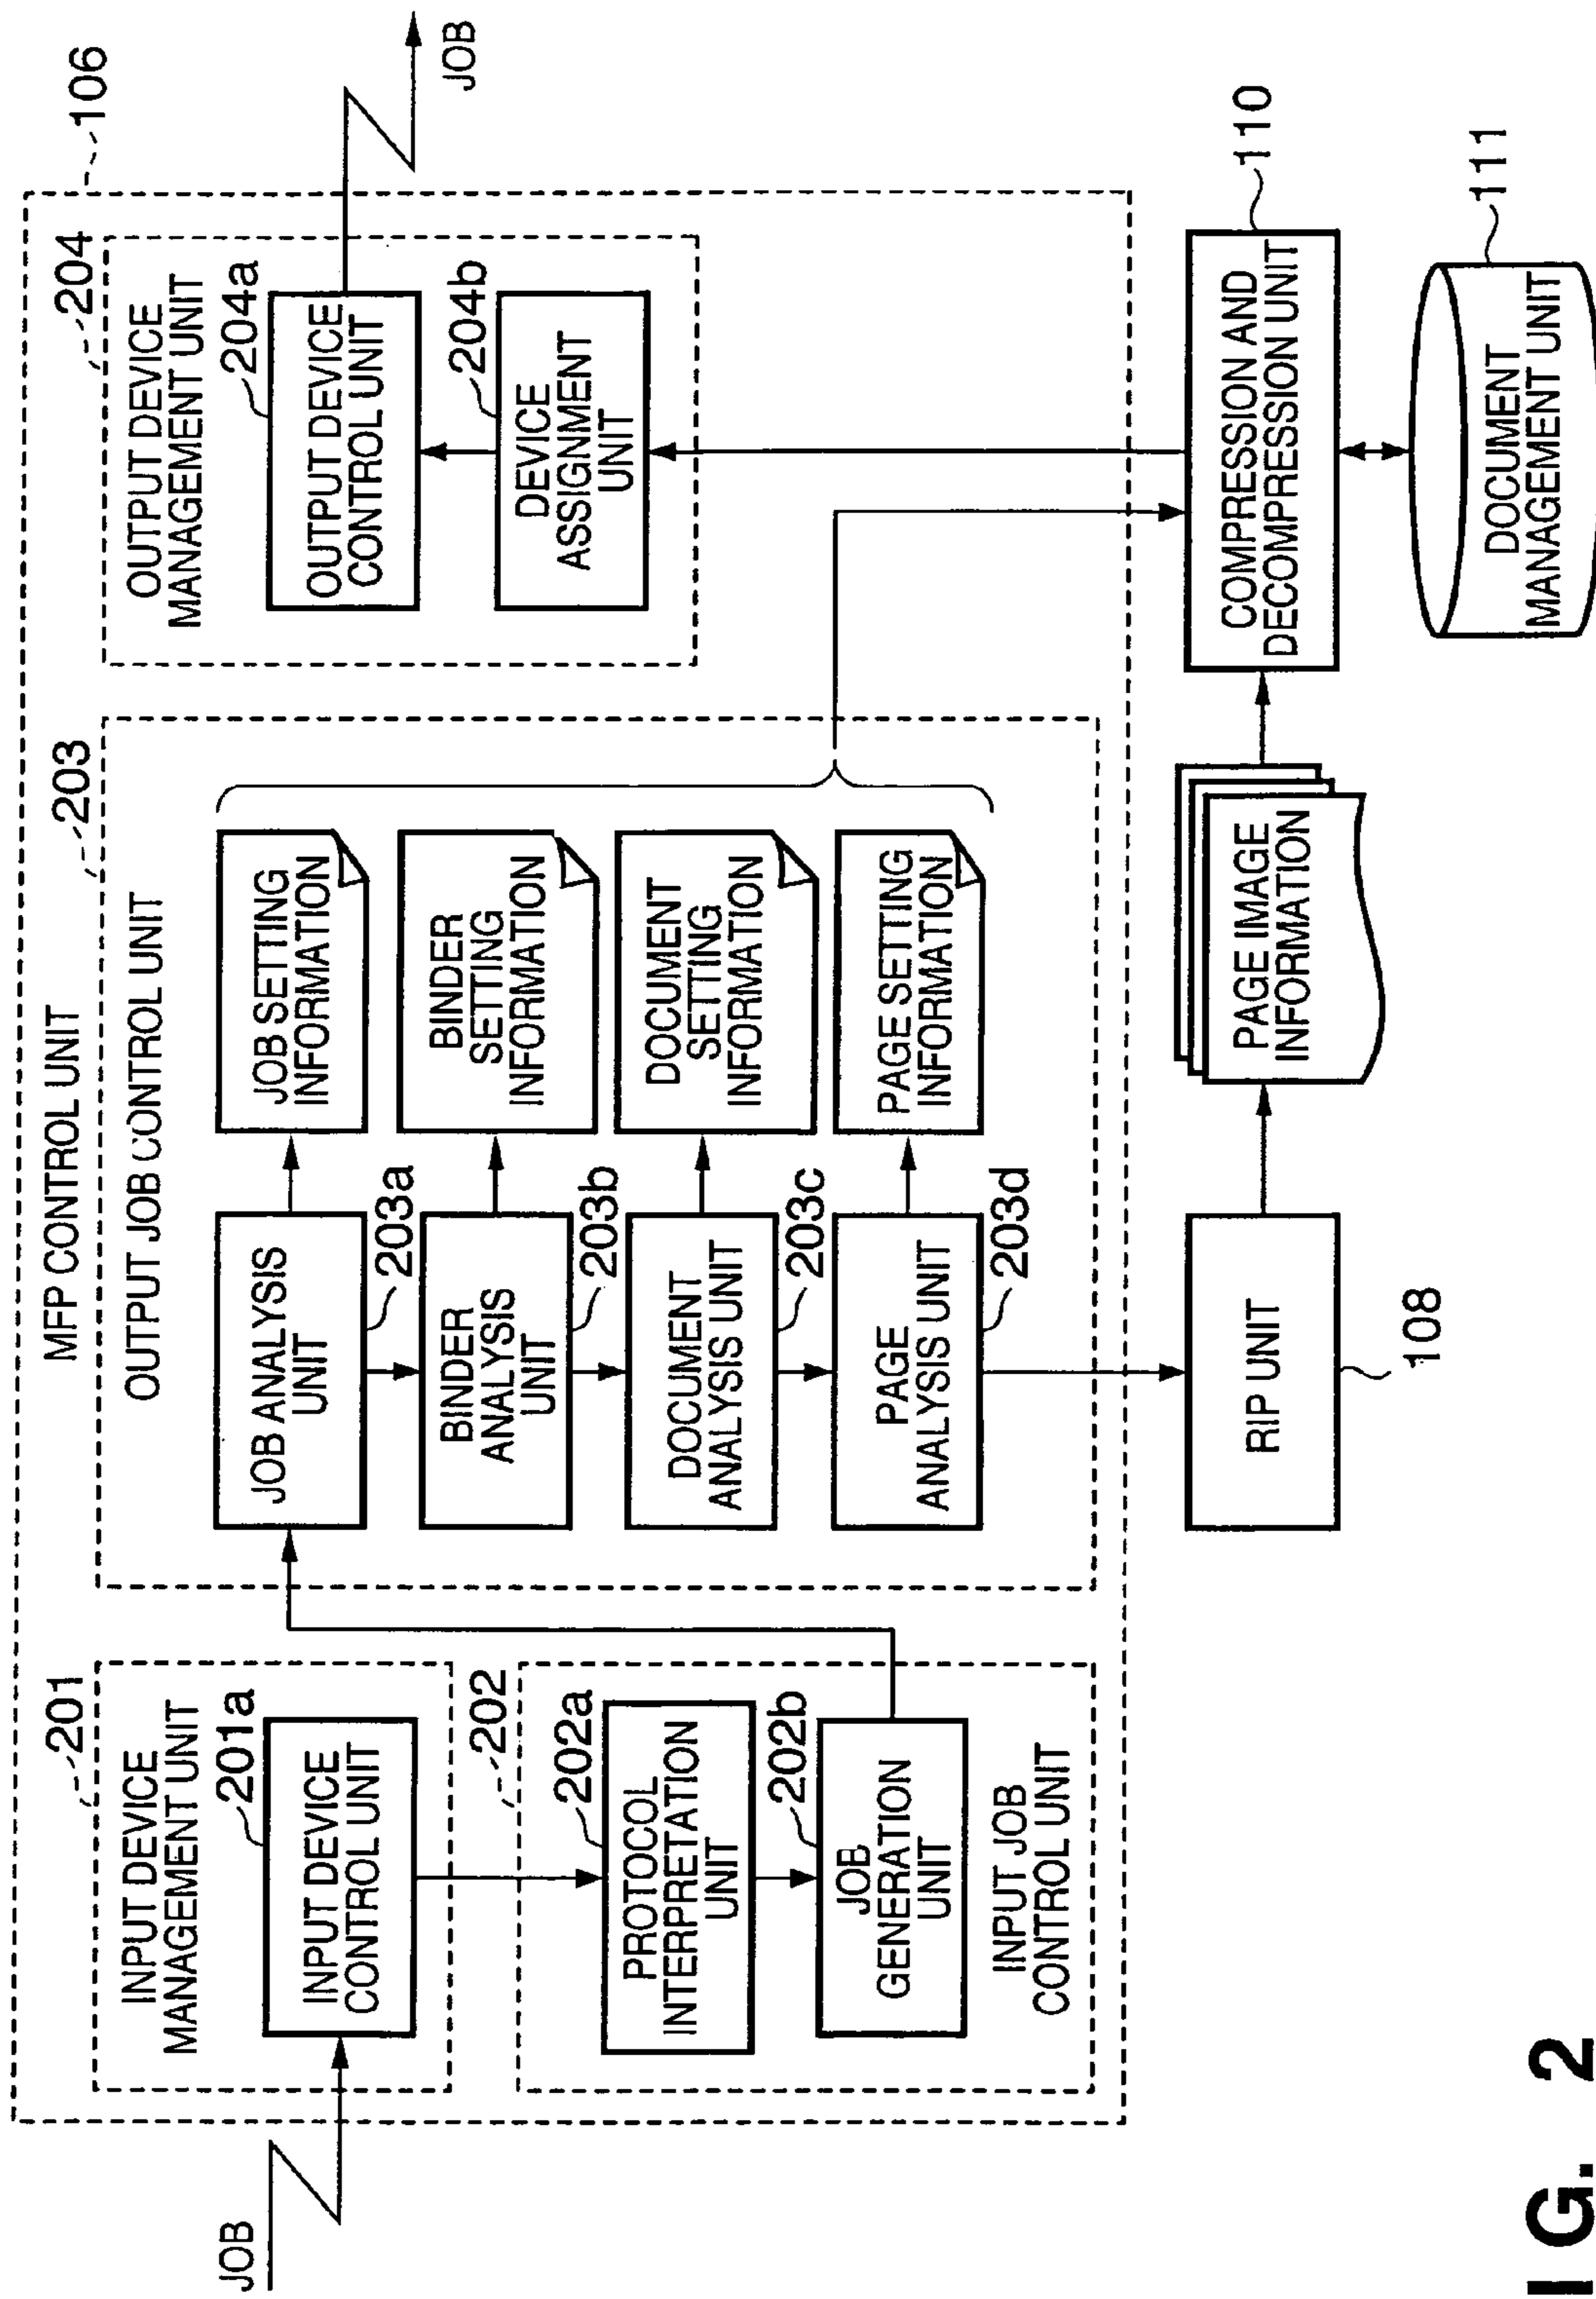 MFP CONTROL UNIT
106
201
INPUT DEVICE
MANAGEMENT UNIT
201a
INPUT DEVICE
CONTROL UNIT
JOB
202
202a
PROTOCOL
INTERPRETATION
UNIT
202b
JOB
GENERATION
UNIT
INPUT JOB
CONTROL UNIT
203
OUTPUT JOB CONTROL UNIT
JOB ANALYSIS
UNIT
203a
JOB SETTING
INFORMATION
BINDER
ANALYSIS
UNIT
203b
BINDER
SETTING
INFORMATION
DOCUMENT
ANALYSIS UNIT
203c
DOCUMENT
SETTING
INFORMATION
PAGE
ANALYSIS UNIT
203d
PAGE SETTING
INFORMATION
204
OUTPUT DEVICE
MANAGEMENT UNIT
204a
OUTPUT DEVICE
CONTROL UNIT
204b
DEVICE
ASSIGNMENT
UNIT
JOB
RIP UNIT
108
PAGE IMAGE
INFORMATION
COMPRESSION AND
DECOMPRESSION UNIT
110
DOCUMENT
MANAGEMENT UNIT
111
IG. 2